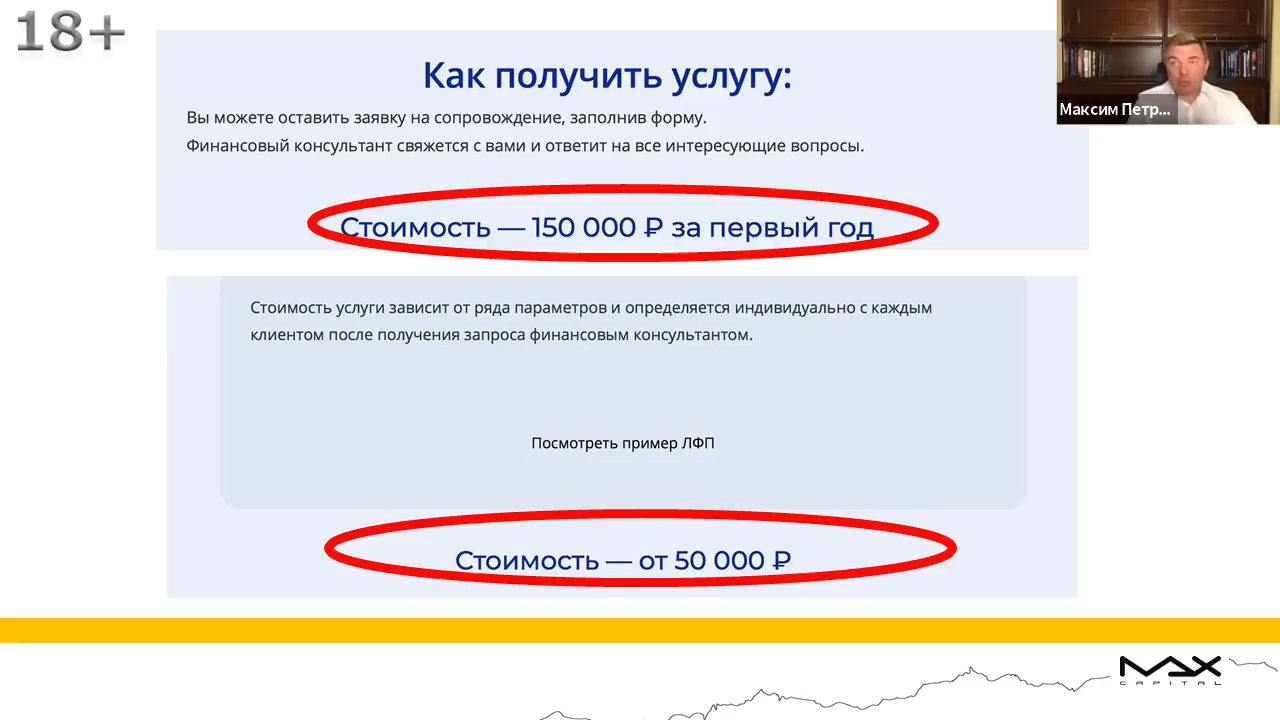 18+
Как получить услугу:
Вы можете оставить заявку на сопровождение, заполнив форму.
Финансовый консультант свяжется с вами и ответит на все интересующие вопросы.
Максим Петр...
Стоимость — 150 000 ₽ за первый год
Стоимость услуги зависит от ряда параметров и определяется индивидуально с каждым
клиентом после получения запроса финансовым консультантом.
Посмотреть пример ЛФП
Стоимость — от 50 000 ₽
MAX
CAPITAL